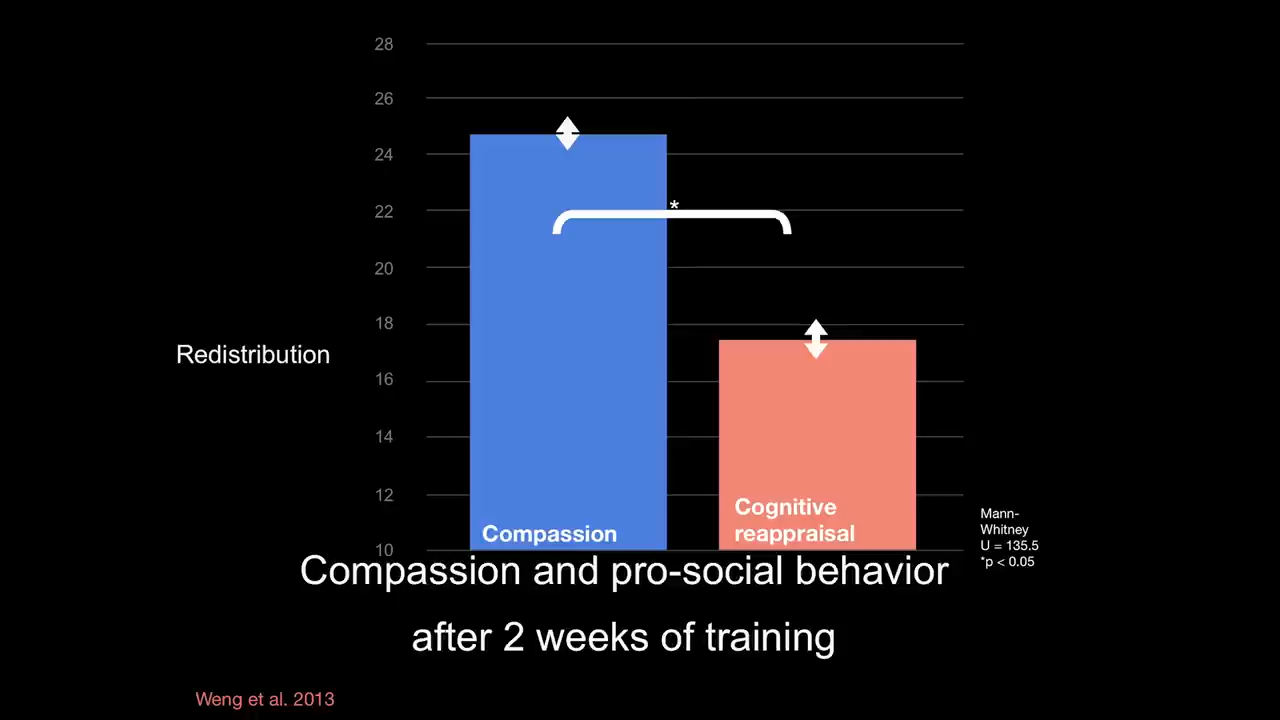 28
26
24
22
*
20
18
Redistribution
16
14
12
10
Compassion
Cognitive
reappraisal
Mann-
Whitney
U = 135.5
*p < 0.05
Compassion and pro-social behavior
after 2 weeks of training
Weng et al. 2013